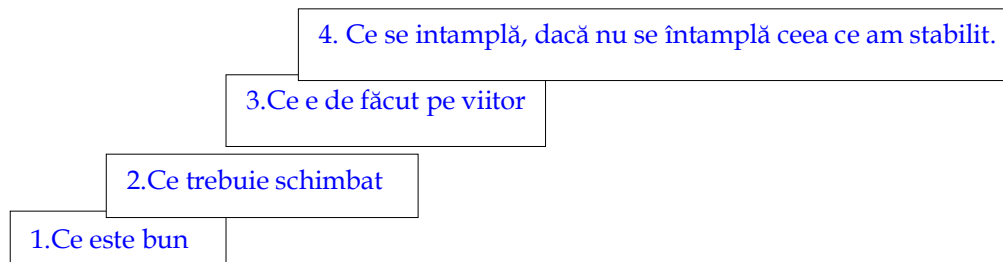 4. Ce se intamplă, dacă nu se întamplă ceea ce am stabilit.
3.Ce e de făcut pe viitor
2.Ce trebuie schimbat
1.Ce este bun